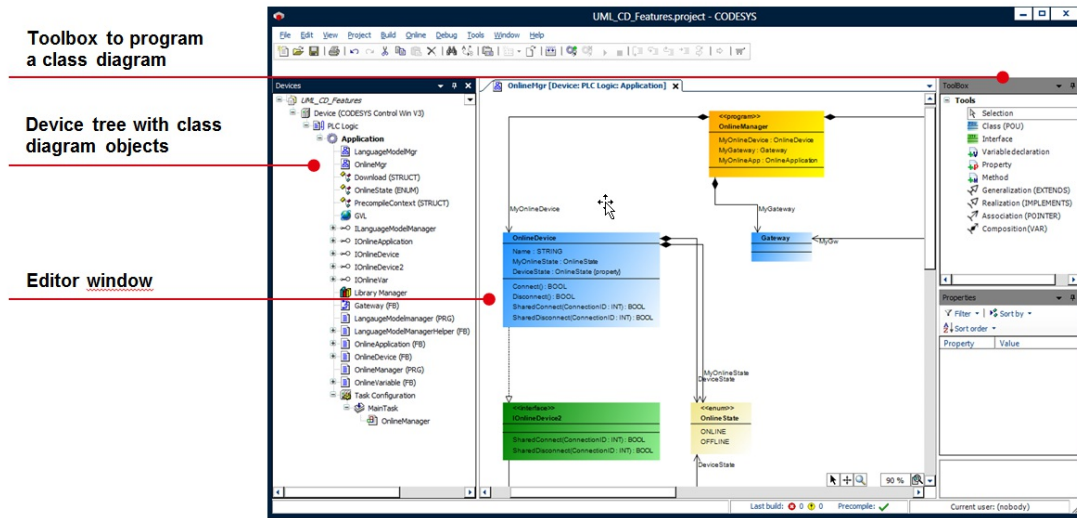 Toolbox to program
a class diagram
Device tree with class
diagram objects
Editor window
UML_CD_Features.project - CODESYS
File Edit View Project Build Online Debug Tools Window Help
Devices
UML_CD_Features
Device (CODESYS Control Win V3)
PLC Logic
Application
LanguageModelMgr
OnlineMgr
Download (STRUCT)
OnlineState (ENUM)
PrecompileContext (STRUCT)
GVL
ILanguageModelManager
IOnlineApplication
IOnlineDevice
IOnlineDevice2
IOnlineVar
Library Manager
Gateway (FB)
LangaugeModelmanager (PRG)
LanguageModelManagerHelper (FB)
OnlineApplication (FB)
OnlineDevice (FB)
OnlineManager (PRG)
OnlineVariable (FB)
Task Configuration
MainTask
OnlineManager
OnlineMgr [Device: PLC Logic: Application]
<<program>>
OnlineManager
MyOnlineDevice : OnlineDevice
MyGateway : Gateway
MyOnlineApp : OnlineApplication
MyOnlineDevice
MyGateway
OnlineDevice
Name : STRING
MyOnlineState : OnlineState
DeviceState : OnlineState {property}
Connect() : BOOL
Disconnect() : BOOL
SharedConnect(ConnectionID : INT) : BOOL
SharedDisconnect(ConnectionID : INT) : BOOL
Gateway
MyGw
MyOnlineState
DeviceState
<<interface>>
IOnlineDevice2
SharedConnect(ConnectionID : INT) : BOOL
SharedDisconnect(ConnectionID : INT) : BOOL
<<enum>>
OnlineState
ONLINE
OFFLINE
DeviceState
90 %
ToolBox
Tools
Selection
Class (POU)
Interface
Variabledeclaration
Property
Method
Generalization (EXTENDS)
Realization (IMPLEMENTS)
Association (POINTER)
Composition(VAR)
Properties
Filter Sort by
Sort order
Property Value
Last build: 0 0 Precompile: Current user: (nobody)